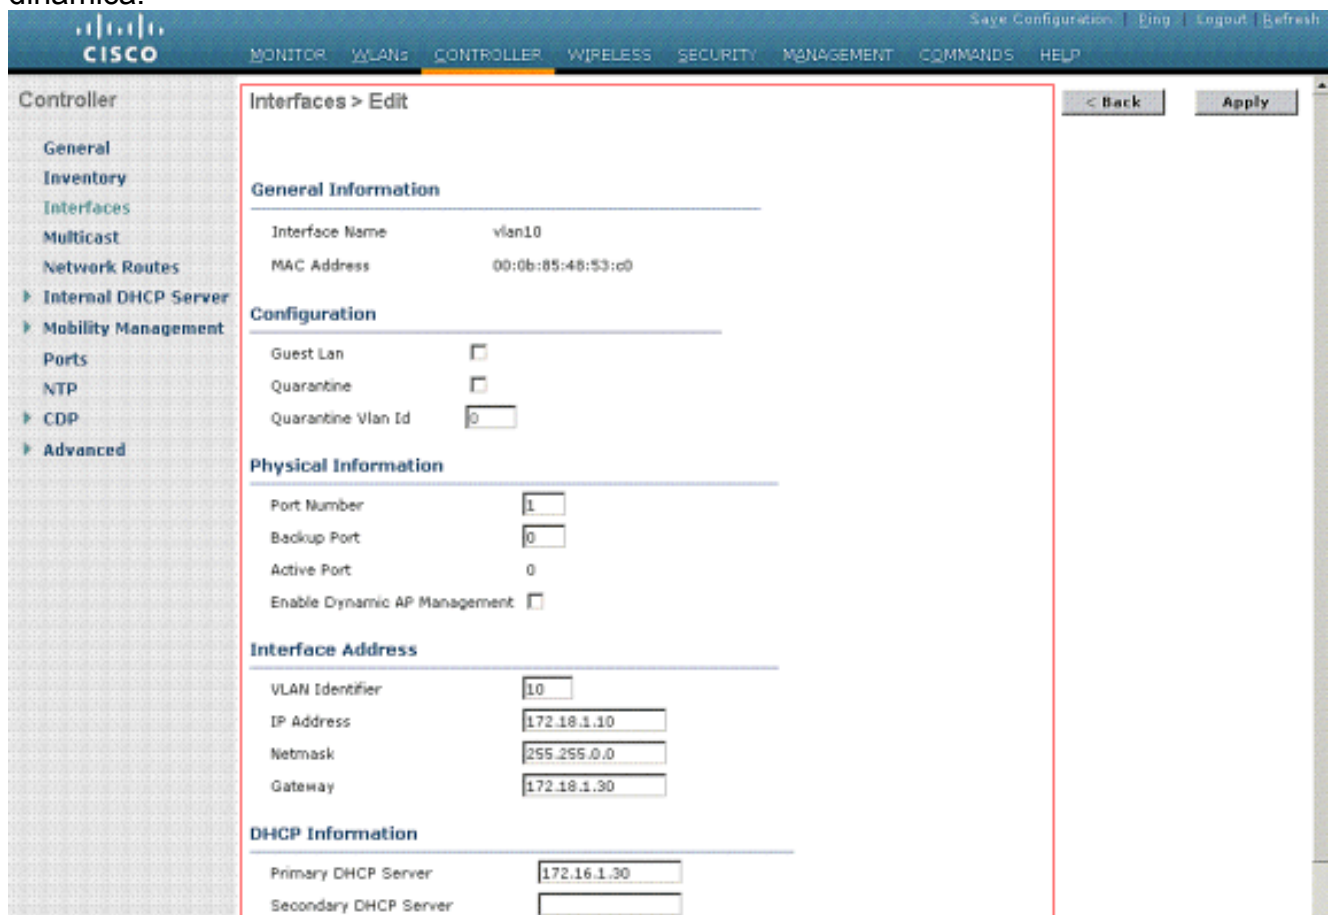 dinamica.
Save Configuration | Ping | Logout | Refresh
CISCO
MONITOR WLANs CONTROLLER WIRELESS SECURITY MANAGEMENT COMMANDS HELP
Controller
General
Inventory
Interfaces
Multicast
Network Routes
Internal DHCP Server
Mobility Management
Ports
NTP
CDP
Advanced
Interfaces > Edit
< Back
Apply
General Information
Interface Name vlan10
MAC Address 00:0b:85:48:53:c0
Configuration
Guest Lan
Quarantine
Quarantine Vlan Id 0
Physical Information
Port Number 1
Backup Port 0
Active Port 0
Enable Dynamic AP Management
Interface Address
VLAN Identifier 10
IP Address 172.18.1.10
Netmask 255.255.0.0
Gateway 172.18.1.30
DHCP Information
Primary DHCP Server 172.16.1.30
Secondary DHCP Server